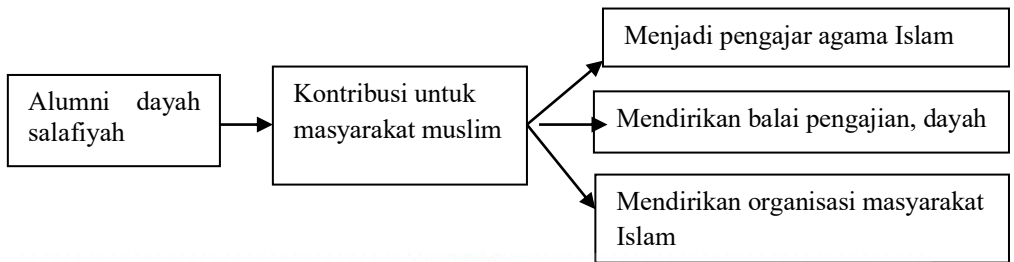 Alumni dayah
salafiyah
Kontribusi untuk
masyarakat muslim
Menjadi pengajar agama Islam
Mendirikan balai pengajian, dayah
Mendirikan organisasi masyarakat
Islam